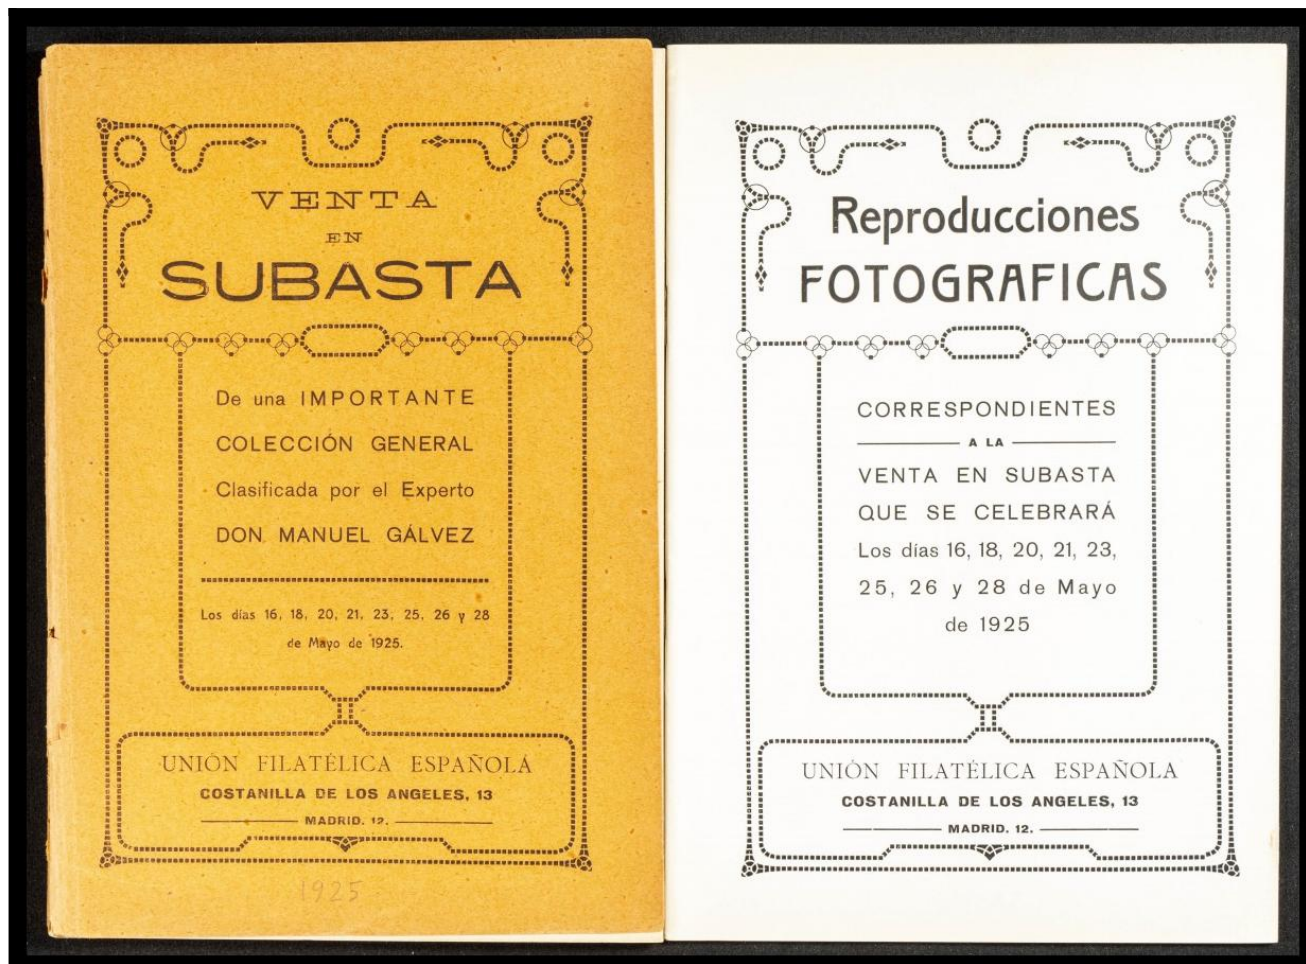 VENTA
EN
SUBASTA
De una IMPORTANTE
COLECCIÓN GENERAL
Clasificada por el Experto
DON MANUEL GÁLVEZ
Los días 16, 18, 20, 21, 23, 25, 26 y 28
de Mayo de 1925.
UNIÓN FILATÉLICA ESPAÑOLA
COSTANILLA DE LOS ANGELES, 13
MADRID. 12.
1925
Reproducciones
FOTOGRAFICAS
CORRESPONDIENTES
A LA
VENTA EN SUBASTA
QUE SE CELEBRARÁ
Los días 16, 18, 20, 21, 23,
25, 26 y 28 de Mayo
de 1925
UNIÓN FILATÉLICA ESPAÑOLA
COSTANILLA DE LOS ANGELES, 13
MADRID. 12.